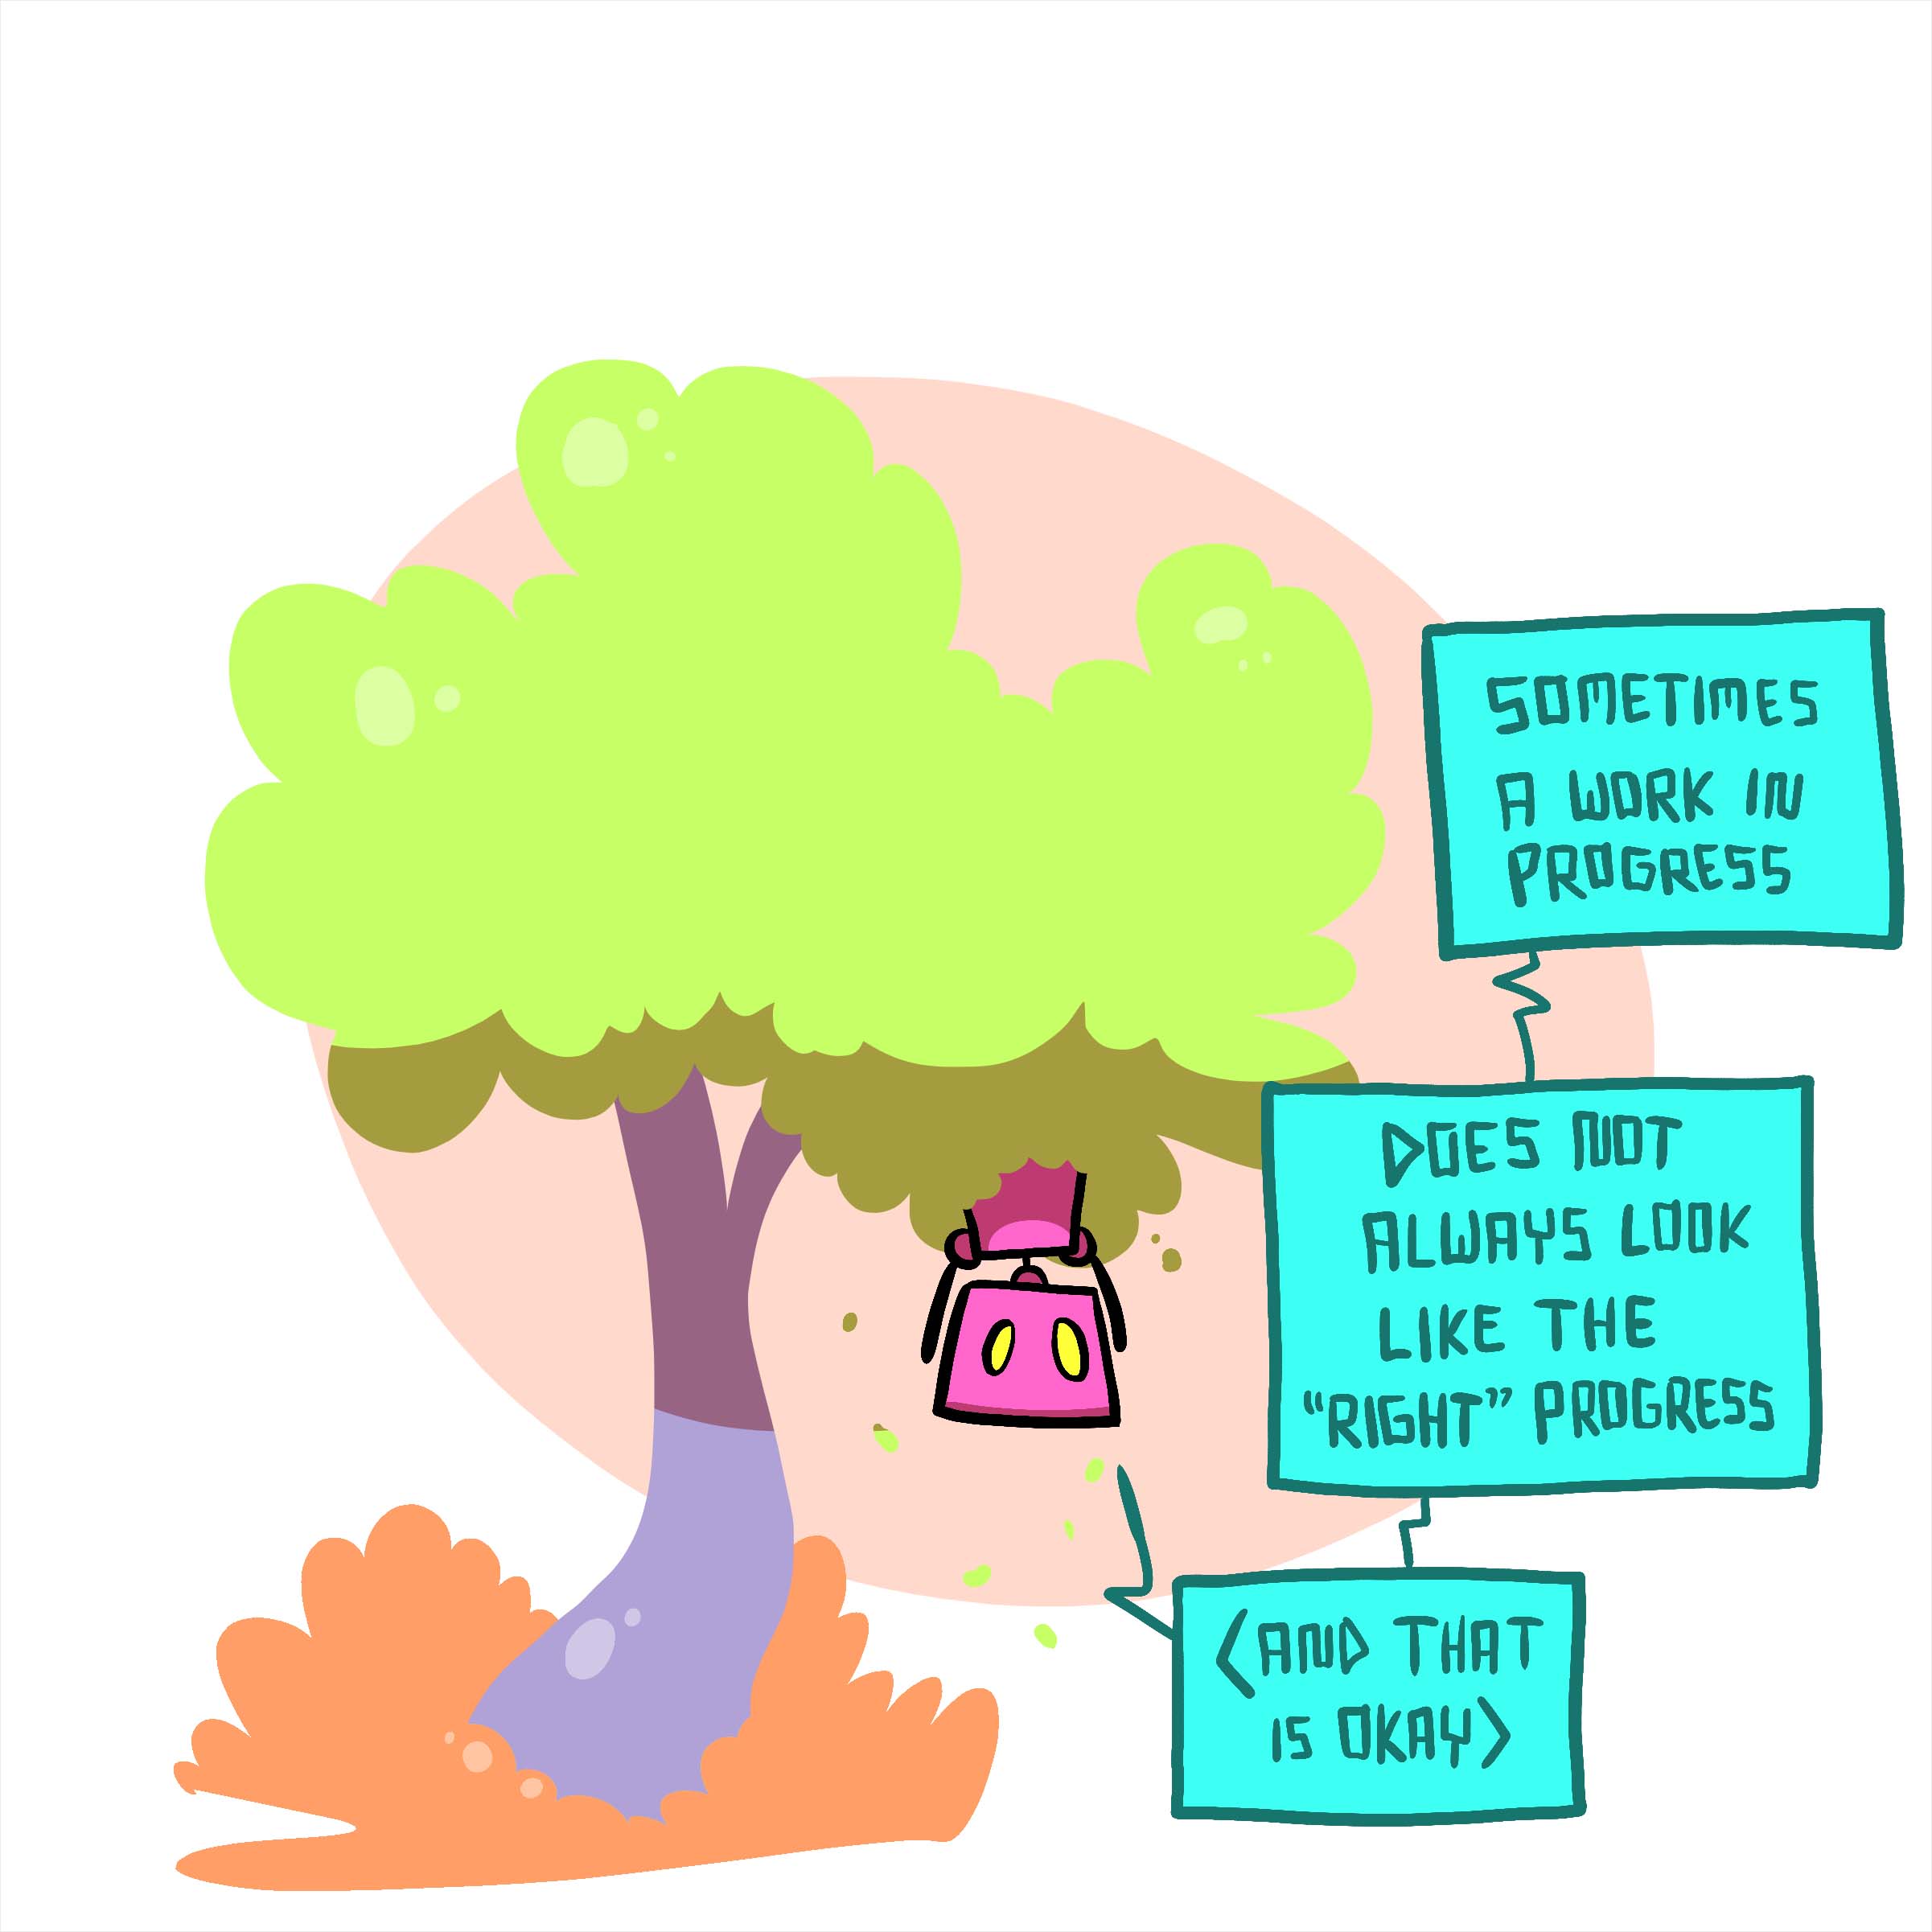 SOMETIMES
A WORK IN
PROGRESS
DOES NOT
ALWAYS LOOK
LIKE THE
“RIGHT” PROGRESS
<AND THAT
IS OKAY>